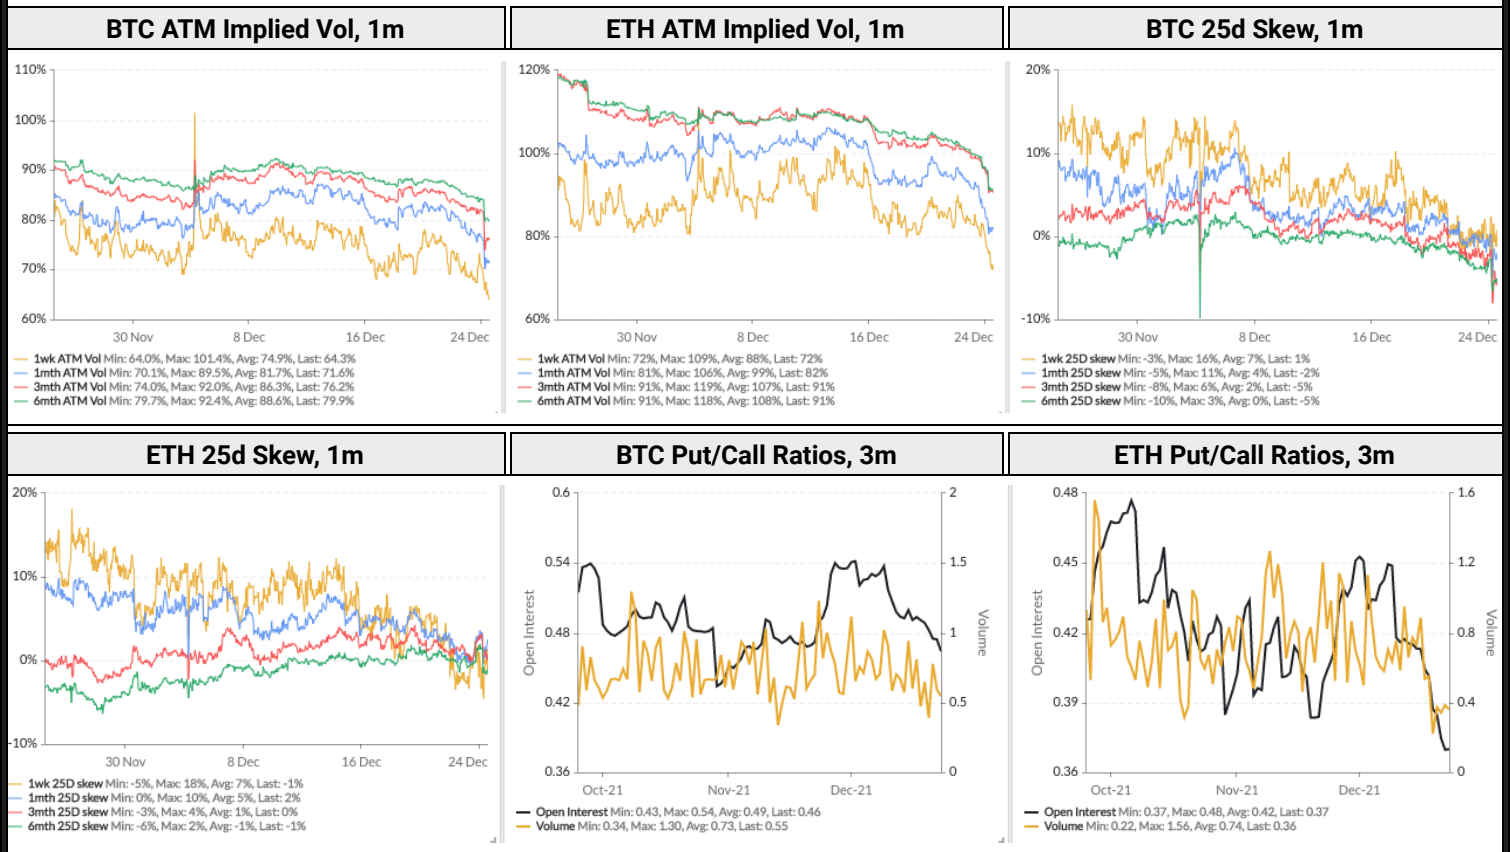 BTC ATM Implied Vol, 1m
110%
100%
90%
80%
70%
60%
30 Nov 8 Dec 16 Dec 24 Dec
1wk ATM Vol Min: 64.0%, Max: 101.4%, Avg: 74.9%, Last: 64.3%
1mth ATM Vol Min: 70.1%, Max: 89.5%, Avg: 81.7%, Last: 71.6%
3mth ATM Vol Min: 74.0%, Max: 92.0%, Avg: 86.3%, Last: 76.2%
6mth ATM Vol Min: 79.7%, Max: 92.4%, Avg: 88.6%, Last: 79.9%
ETH ATM Implied Vol, 1m
120%
100%
80%
60%
30 Nov 8 Dec 16 Dec 24 Dec
1wk ATM Vol Min: 72%, Max: 109%, Avg: 88%, Last: 72%
1mth ATM Vol Min: 81%, Max: 106%, Avg: 99%, Last: 82%
3mth ATM Vol Min: 91%, Max: 119%, Avg: 107%, Last: 91%
6mth ATM Vol Min: 91%, Max: 118%, Avg: 108%, Last: 91%
BTC 25d Skew, 1m
20%
10%
0%
-10%
30 Nov 8 Dec 16 Dec 24 Dec
1wk 25D skew Min: -3%, Max: 16%, Avg: 7%, Last: 1%
1mth 25D skew Min: -5%, Max: 11%, Avg: 4%, Last: -2%
3mth 25D skew Min: -8%, Max: 6%, Avg: 2%, Last: -5%
6mth 25D skew Min: -10%, Max: 3%, Avg: 0%, Last: -5%
ETH 25d Skew, 1m
20%
10%
0%
-10%
30 Nov 8 Dec 16 Dec 24 Dec
1wk 25D skew Min: -5%, Max: 18%, Avg: 7%, Last: -1%
1mth 25D skew Min: 0%, Max: 10%, Avg: 5%, Last: 2%
3mth 25D skew Min: -3%, Max: 4%, Avg: 1%, Last: 0%
6mth 25D skew Min: -6%, Max: 2%, Avg: -1%, Last: -1%
BTC Put/Call Ratios, 3m
0.6 2
0.54 1.5
0.48 1
0.42 0.5
0.36 0
Open Interest
Volume
Oct-21 Nov-21 Dec-21
Open Interest Min: 0.43, Max: 0.54, Avg: 0.49, Last: 0.46
Volume Min: 0.34, Max: 1.30, Avg: 0.73, Last: 0.55
ETH Put/Call Ratios, 3m
0.48 1.6
0.45 1.2
0.42 0.8
0.39 0.4
0.36 0
Open Interest
Volume
Oct-21 Nov-21 Dec-21
Open Interest Min: 0.37, Max: 0.48, Avg: 0.42, Last: 0.37
Volume Min: 0.22, Max: 1.56, Avg: 0.74, Last: 0.36